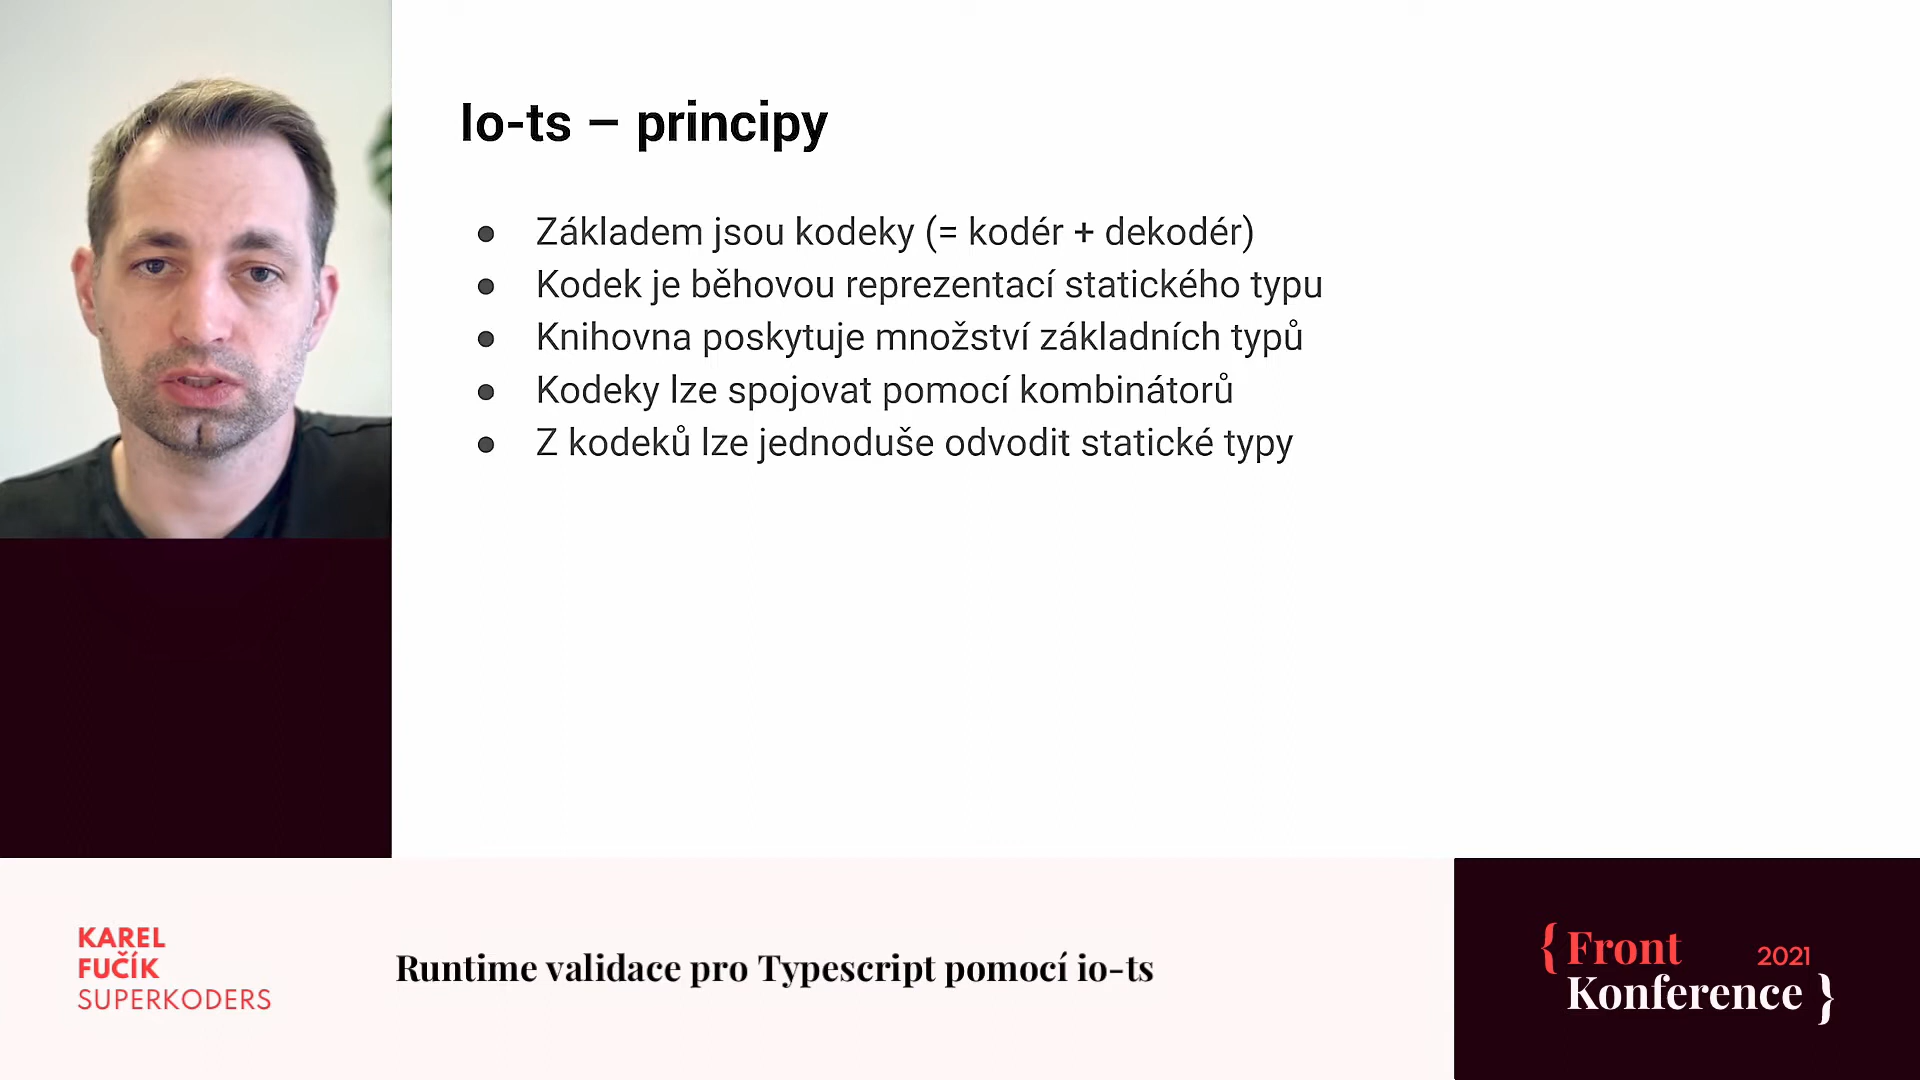 Io-ts – principy
● Základem jsou kodeky (= kodér + dekodér)
● Kodek je běhovou reprezentací statického typu
● Knihovna poskytuje množství základních typů
● Kodeky lze spojovat pomocí kombinátorů
● Z kodeků lze jednoduše odvodit statické typy
KAREL
FUČÍK
SUPERKODERS
Runtime validace pro Typescript pomocí io-ts
{ Front 2021
Konference }